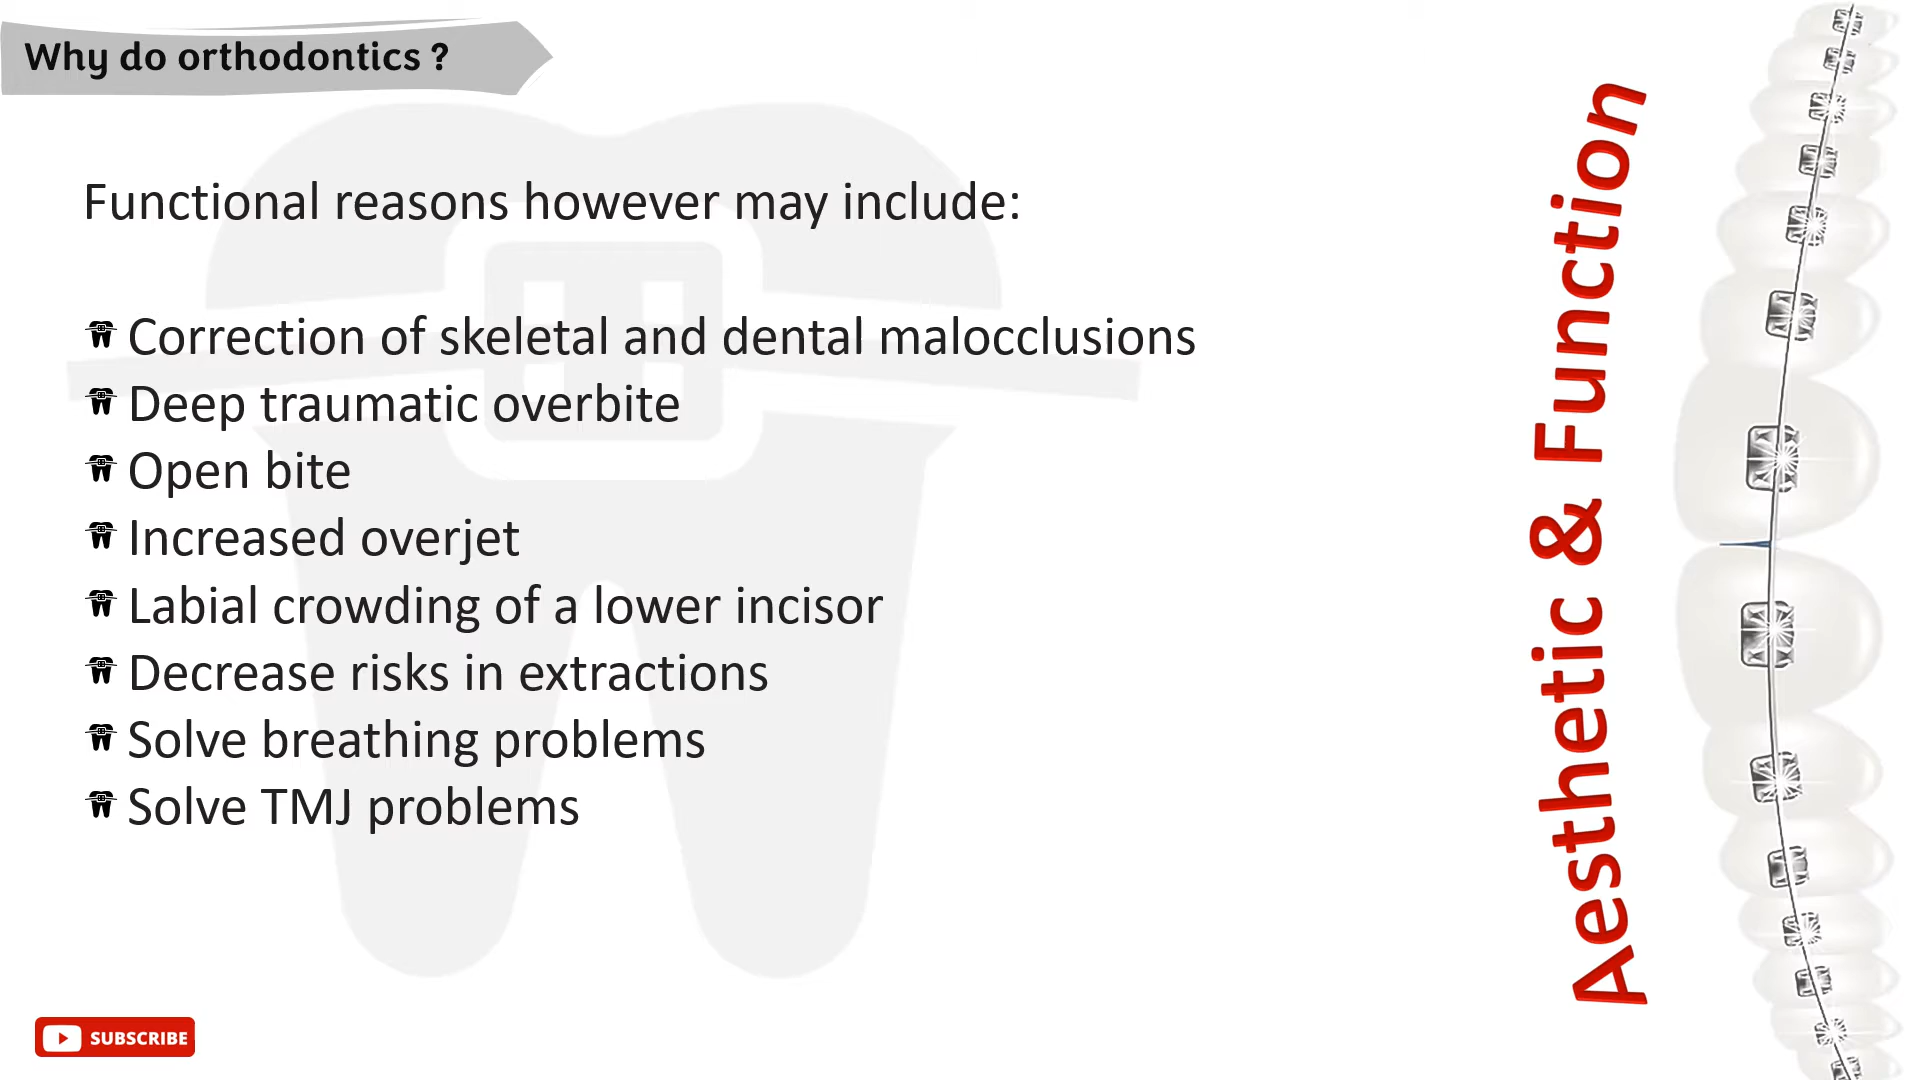 Why do orthodontics ?
Functional reasons however may include:
Correction of skeletal and dental malocclusions
Deep traumatic overbite
Open bite
Increased overjet
Labial crowding of a lower incisor
Decrease risks in extractions
Solve breathing problems
Solve TMJ problems
Aesthetic & Function
SUBSCRIBE